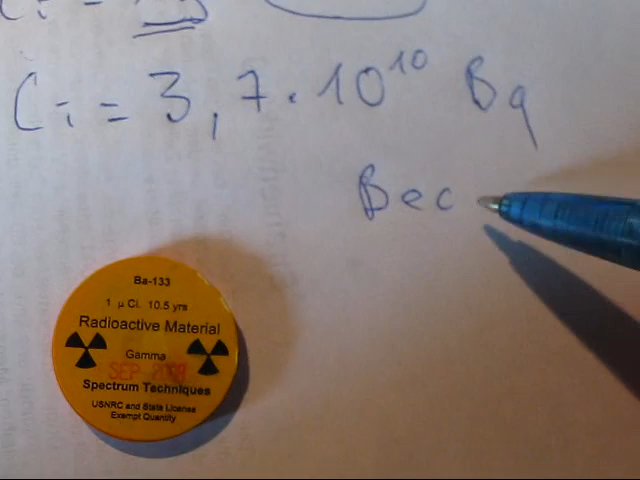 Ci = 3,7·10¹⁰ Bq
Bec
Ba-133
1 μCi. 10.5 yrs
Radioactive Material
Gamma
SEP
Spectrum Techniques
USNRC and State License
Exempt Quantity